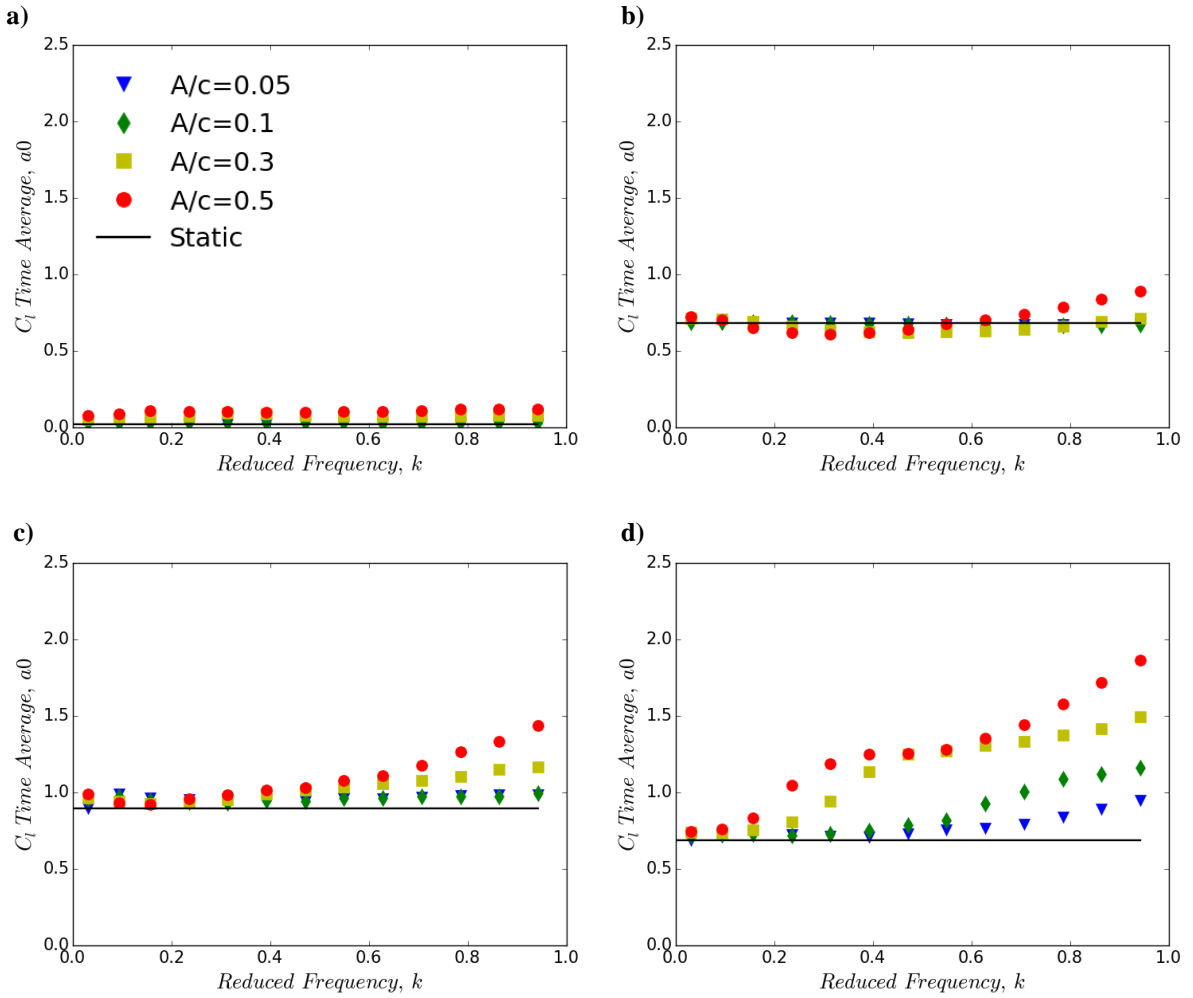 a)
2.5
2.0
1.5
1.0
0.5
0.0
0.0 0.2 0.4 0.6 0.8 1.0
C_l Time Average, a0
Reduced Frequency, k
A/c=0.05
A/c=0.1
A/c=0.3
A/c=0.5
Static
b)
2.5
2.0
1.5
1.0
0.5
0.0
0.0 0.2 0.4 0.6 0.8 1.0
C_l Time Average, a0
Reduced Frequency, k
c)
2.5
2.0
1.5
1.0
0.5
0.0
0.0 0.2 0.4 0.6 0.8 1.0
C_l Time Average, a0
Reduced Frequency, k
d)
2.5
2.0
1.5
1.0
0.5
0.0
0.0 0.2 0.4 0.6 0.8 1.0
C_l Time Average, a0
Reduced Frequency, k